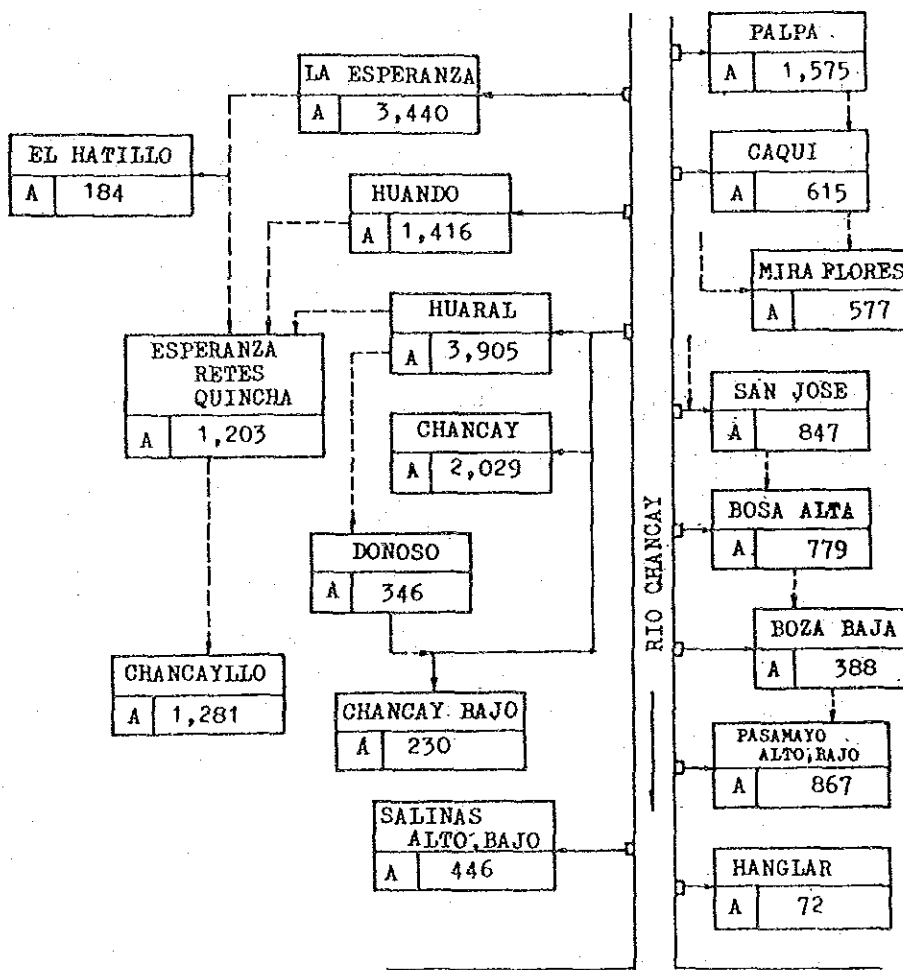 PALPA
A 1,575
LA ESPERANZA
A 3,440
CAQUI
A 615
EL HATILLO
A 184
HUANDO
A 1,416
MIRA FLORES
A 577
HUARAL
A 3,905
ESPERANZA
RETES
QUINCHA
A 1,203
SAN JOSE
A 847
CHANCAY
A 2,029
BOSA ALTA
A 779
DONOSO
A 346
RIO CHANCAY
BOZA BAJA
A 388
CHANCAYLLO
A 1,281
CHANCAY BAJO
A 230
PASAMAYO
ALTO,BAJO
A 867
SALINAS
ALTO,BAJO
A 446
HANGLAR
A 72